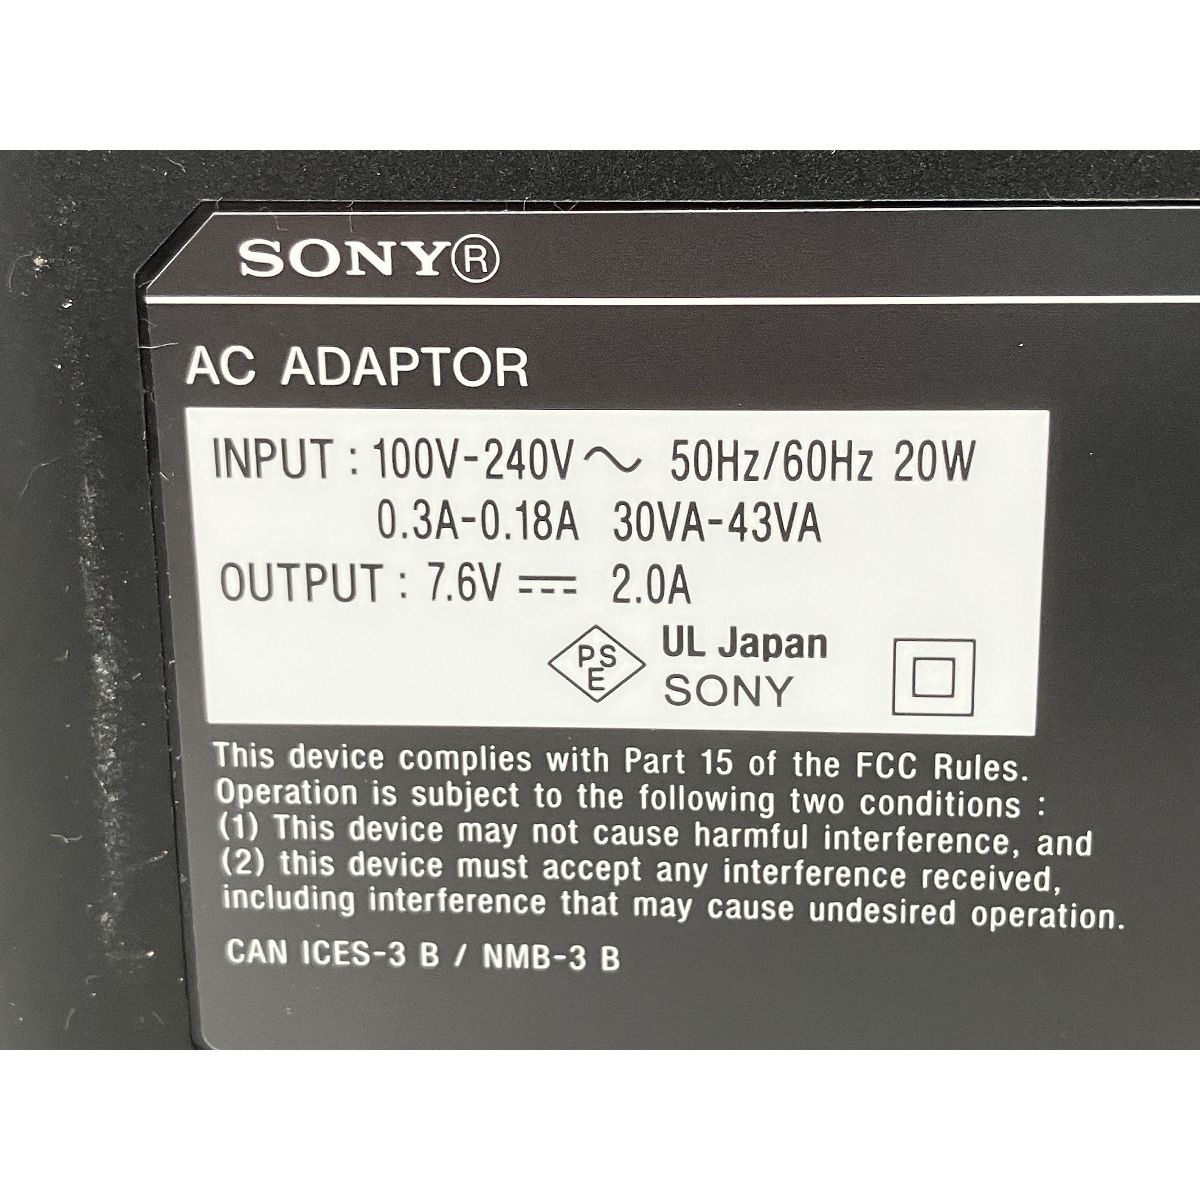 SONY®
AC ADAPTOR
INPUT : 100V-240V～ 50Hz/60Hz 20W
0.3A-0.18A 30VA-43VA
OUTPUT : 7.6V ⎓ 2.0A
PS
E
UL Japan
SONY
This device complies with Part 15 of the FCC Rules.
Operation is subject to the following two conditions :
(1) This device may not cause harmful interference, and
(2) this device must accept any interference received,
including interference that may cause undesired operation.
CAN ICES-3 B / NMB-3 B